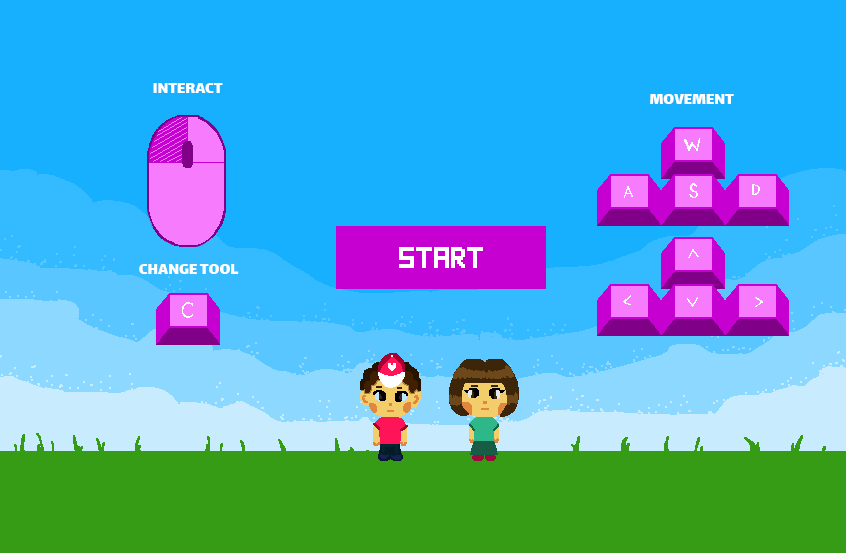 INTERACT
MOVEMENT
W
A S D
START
CHANGE TOOL
^
C
< v >